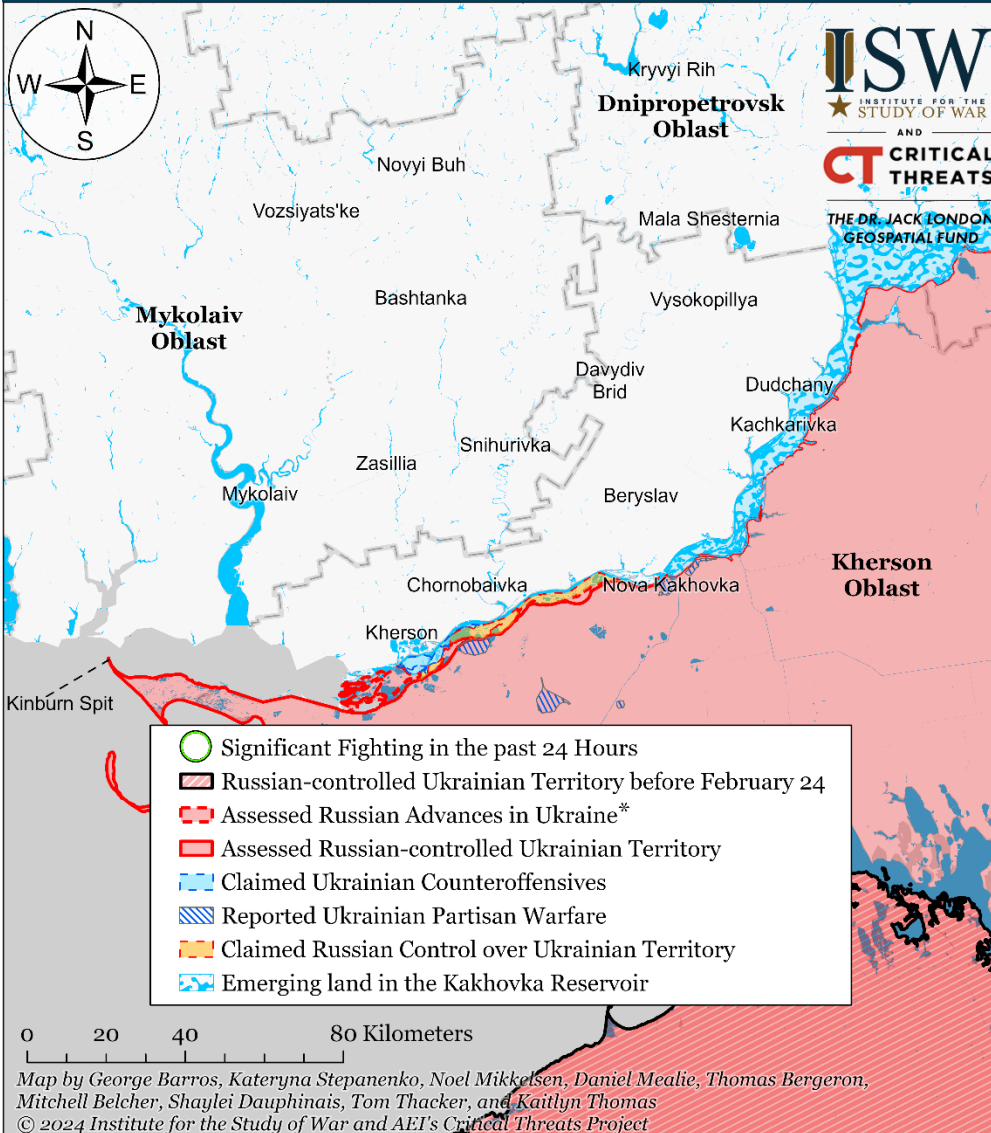 N
W
E
S
ISW
INSTITUTE FOR THE
STUDY OF WAR
AND
CT CRITICAL
THREATS
THE DR. JACK LONDON
GEOSPATIAL FUND
Kryvyi Rih
Dnipropetrovsk
Oblast
Novyi Buh
Vozsiyats'ke
Mala Shesternia
Bashtanka
Vysokopillya
Mykolaiv
Oblast
Davydiv
Brid
Dudchany
Kachkarivka
Snihurivka
Zasillia
Mykolaiv
Beryslav
Kherson
Oblast
Chornobaivka
Nova Kakhovka
Kherson
Kinburn Spit
Significant Fighting in the past 24 Hours
Russian-controlled Ukrainian Territory before February 24
Assessed Russian Advances in Ukraine*
Assessed Russian-controlled Ukrainian Territory
Claimed Ukrainian Counteroffensives
Reported Ukrainian Partisan Warfare
Claimed Russian Control over Ukrainian Territory
Emerging land in the Kakhovka Reservoir
0 40 80 Kilometers
20
Map by George Barros, Kateryna Stepanenko, Noel Mikkelsen, Daniel Mealie, Thomas Bergeron,
Mitchell Belcher, Shaylei Dauphinais, Tom Thacker, and Kaitlyn Thomas
© 2024 Institute for the Study of War and AEI's Critical Threats Project